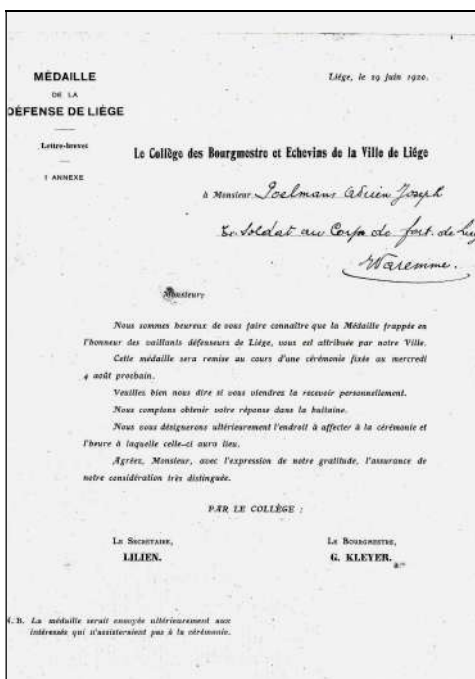 MÉDAILLE
DE LA
DÉFENSE DE LIÉGE
Lettre-brevet
1 ANNEXE
Liége, le 29 juin 1920.
Le Collège des Bourgmestre et Echevins de la Ville de Liége
à Monsieur Joseph
Soldat au Corps de fort. de
Waremme.
Monsieur,
Nous sommes heureux de vous faire connaître que la Médaille frappée en
l'honneur des vaillants défenseurs de Liége, vous est attribuée par notre Ville.
Cette médaille sera remise au cours d'une cérémonie fixée au mercredi
4 août prochain.
Veuillez bien nous dire si vous viendrez la recevoir personnellement.
Nous comptons obtenir votre réponse dans la huitaine.
Nous vous désignerons ultérieurement l'endroit à affecter à la cérémonie et
l'heure à laquelle celle-ci aura lieu.
Agréez, Monsieur, avec l'expression de notre gratitude, l'assurance de
notre considération très distinguée.
PAR LE COLLÈGE :
LE SECRÉTAIRE,
LILIEN.
LE BOURGMESTRE,
G. KLEYER.
N. B. La médaille serait envoyée ultérieurement aux
intéressés qui n'assisteraient pas à la cérémonie.